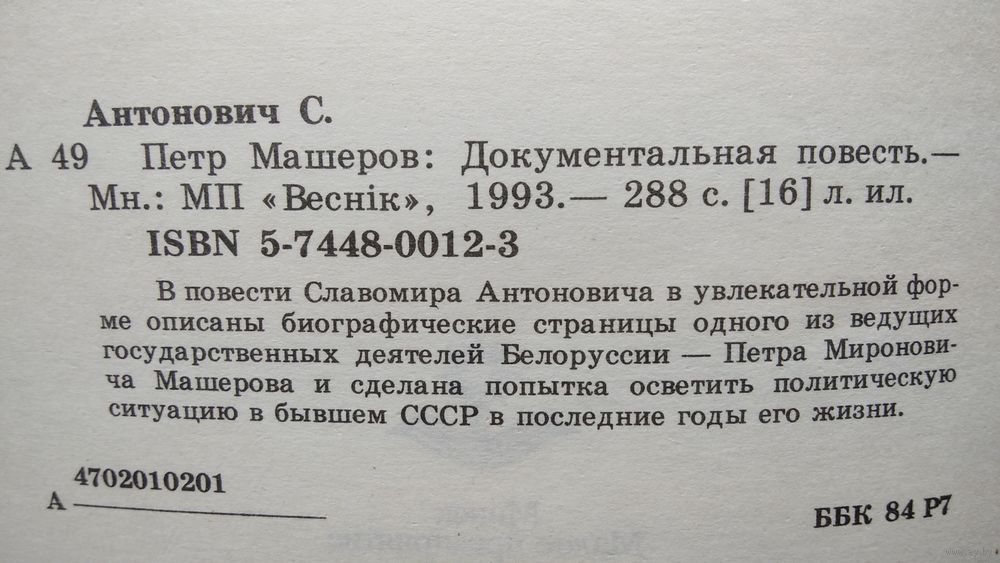 Антонович С.
А 49 Петр Машеров: Документальная повесть.—
Мн.: МП «Веснік», 1993.— 288 с. [16] л. ил.
ISBN 5-7448-0012-3
В повести Славомира Антоновича в увлекательной фор-
ме описаны биографические страницы одного из ведущих
государственных деятелей Белоруссии — Петра Миронови-
ча Машерова и сделана попытка осветить политическую
ситуацию в бывшем СССР в последние годы его жизни.
4702010201
А
ББК 84 Р7